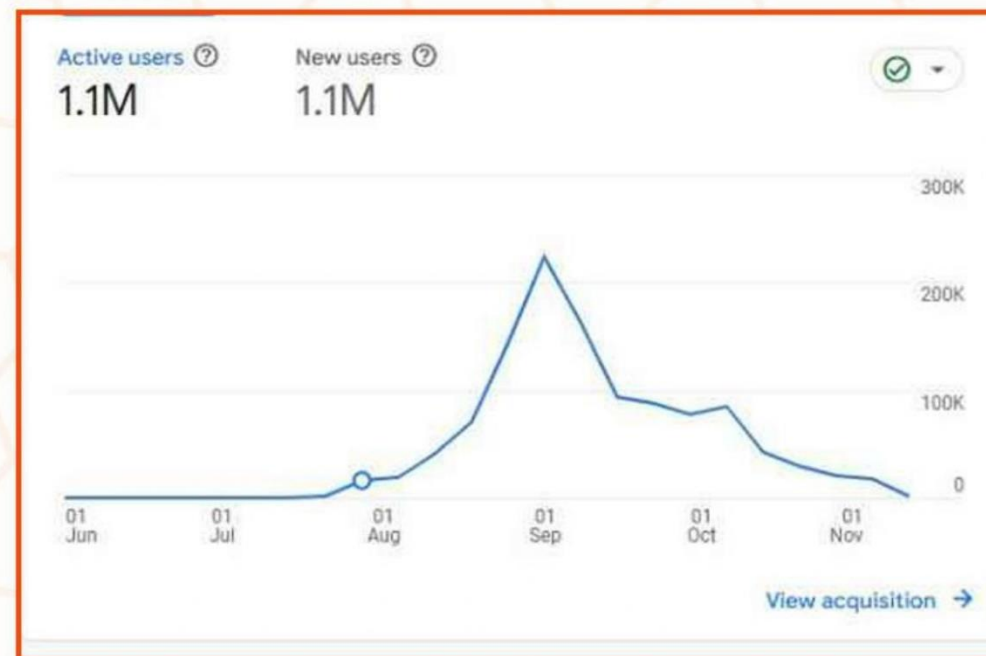 Active users New users
1.1M 1.1M
300K
200K
100K
0
01 01 01 01 01 01
Jun Jul Aug Sep Oct Nov
View acquisition →